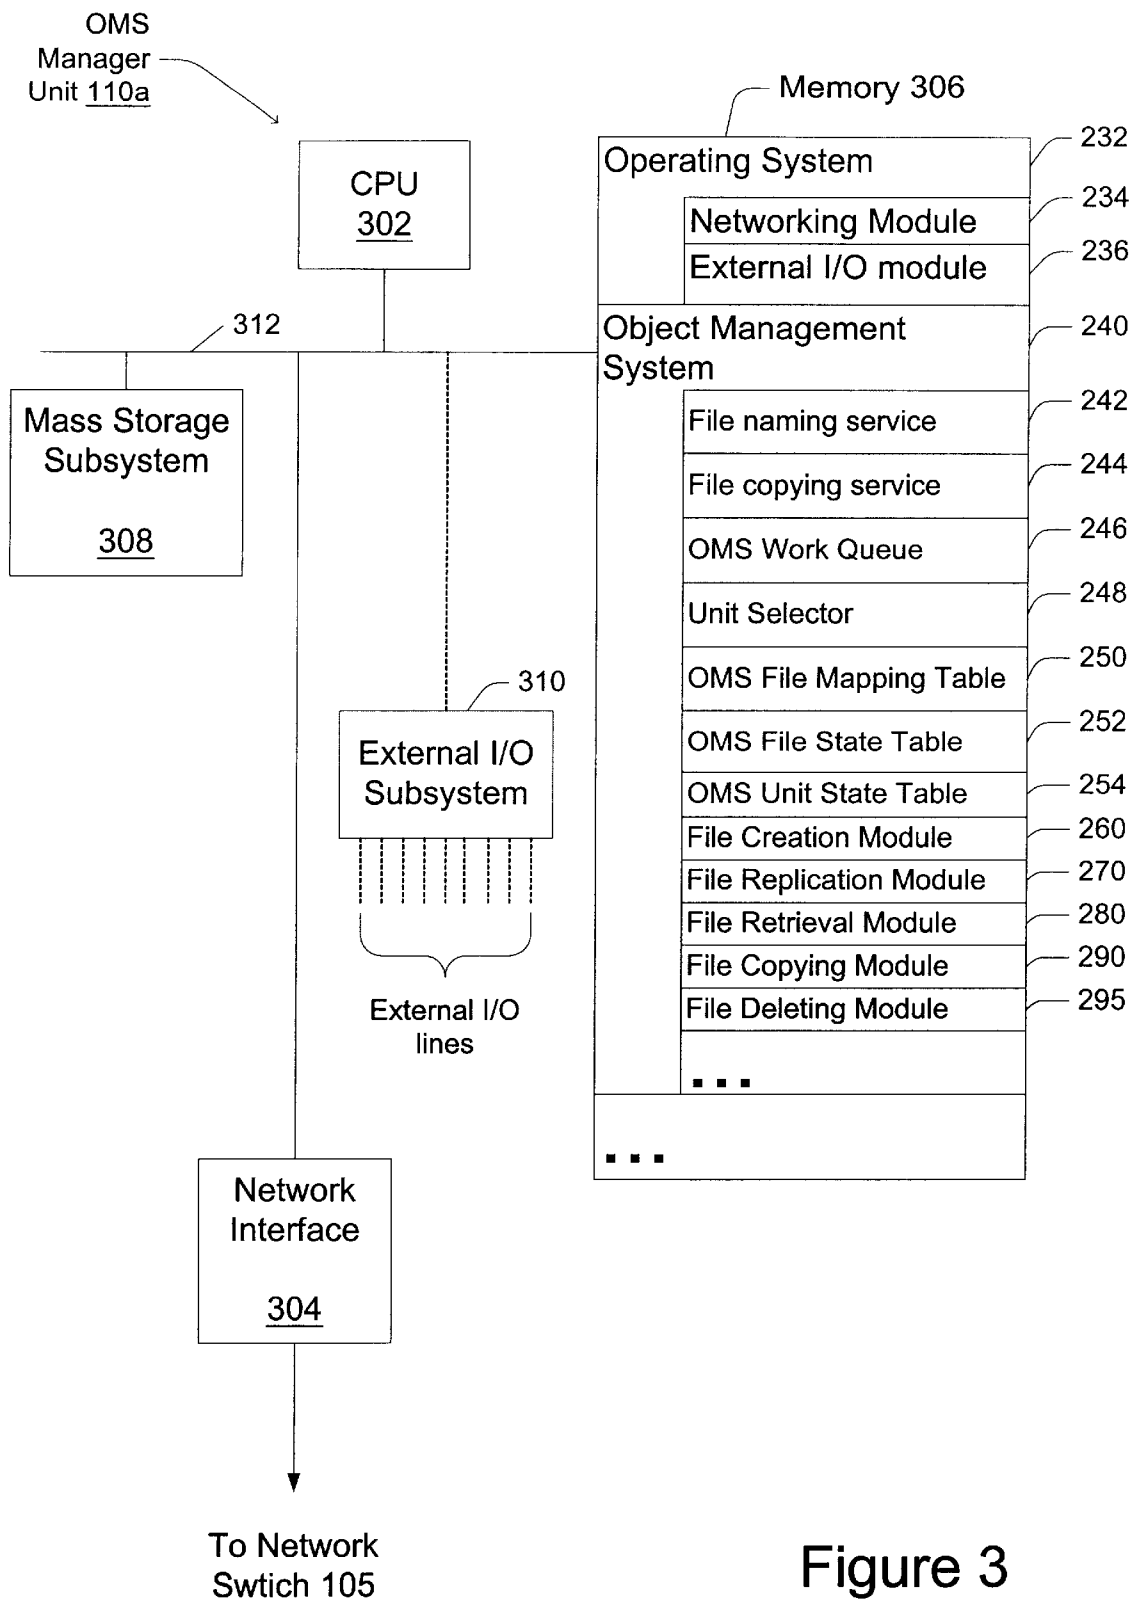 OMS
Manager
Unit 110a
Memory 306
CPU
302
312
Mass Storage
Subsystem
308
310
External I/O
Subsystem
External I/O
lines
Network
Interface
304
To Network
Swtich 105
Operating System
232
Networking Module
234
External I/O module
236
Object Management
System
240
File naming service
242
File copying service
244
OMS Work Queue
246
Unit Selector
248
OMS File Mapping Table
250
OMS File State Table
252
OMS Unit State Table
254
File Creation Module
260
File Replication Module
270
File Retrieval Module
280
File Copying Module
290
File Deleting Module
295
...
...
Figure 3